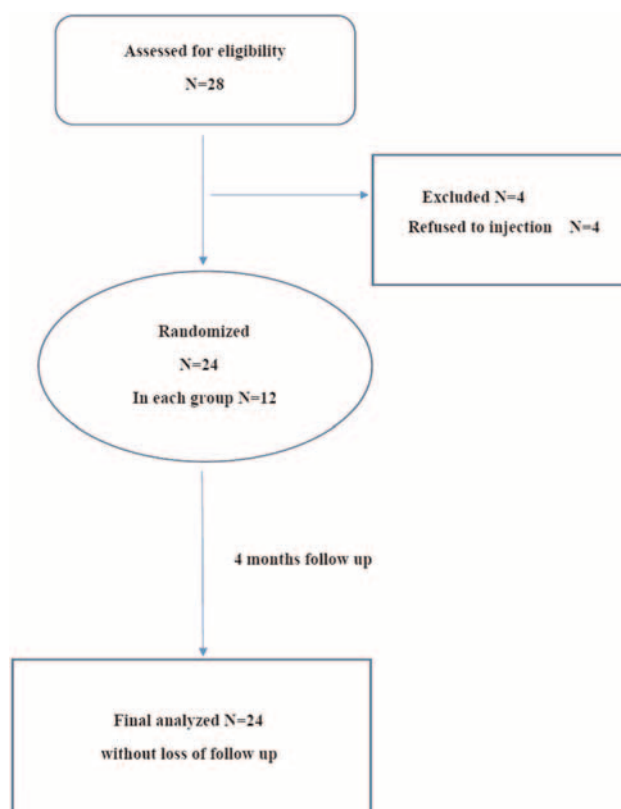 Assessed for eligibility
N=28
Excluded N=4
Refused to injection N=4
Randomized
N=24
In each group N=12
4 months follow up
Final analyzed N=24
without loss of follow up